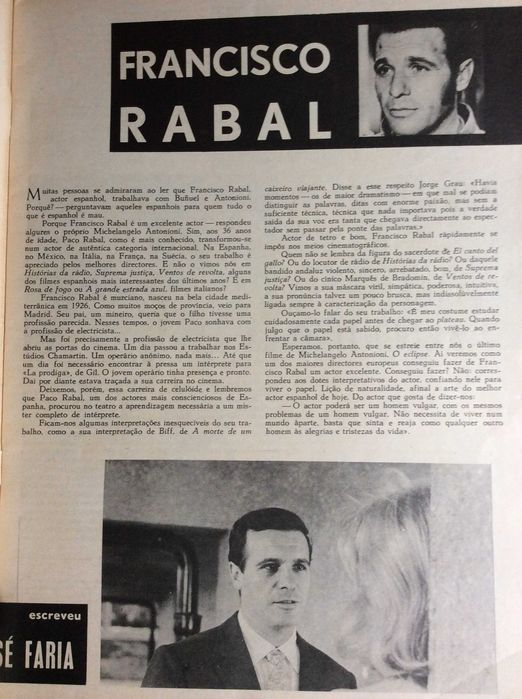 FRANCISCO
RABAL
Muitas pessoas se admiraram ao ler que Francisco Rabal,
actor espanhol, trabalhava com Buñuel e Antonioni.
Porquê? — perguntavam aqueles espanhois para quem tudo o
que é espanhol é mau.
Porque Francisco Rabal é um excelente actor — respondeu
alguem o próprio Michelangelo Antonioni. Sim, aos 36 anos
de idade, Paco Rabal, como é mais conhecido, transformou-se
num actor de autêntica categoria internacional. Na Espanha,
no México, na Itália, na França, na Suécia, o seu trabalho é
apreciado pelos melhores directores. E não o vimos nós em
Histórias da rádio, Suprema justiça, Ventos de revolta, alguns
dos filmes espanhois mais interessantes dos últimos anos? E em
Rosa de fogo ou A grande estrada azul, filmes italianos?
Francisco Rabal é murciano, nasceu na bela cidade medi-
terrânica em 1926. Como muitos moços de província, veio para
Madrid. Seu pai, um mineiro, queria que o filho tivesse uma
profissão parecida. Nesses tempos, o jovem Paco sonhava com
a profissão de electricista...
Mas foi precisamente a profissão de electricista que lhe
abriu as portas do cinema. Um dia passou a trabalhar nos Es-
túdios Chamartin. Um operário anónimo, nada mais... Até que
um dia foi necessário encontrar à pressa um intérprete para
«La prodiga», de Gil. O jovem operário tinha presença e pronto.
Dai por diante estava traçada a sua carreira no cinema.
Deixemos, porém, essa carreira de celulóide e lembremos
que Paco Rabal, um dos actores mais conscienciosos de Es-
panha, procurou no teatro a aprendizagem necessária a um mis-
ter completo de intérprete.
Ficam-nos algumas interpretações inesquecíveis do seu tra-
balho, como a sua interpretação de Biff, de A morte de um
caixeiro viajante. Disse a esse respeito Jorge Grau: «Havia
momentos — os de maior dramatismo — em que mal se podiam
distinguir as palavras, ditas com enorme paixão, mas sem a
suficiente técnica, técnica que nada importava pois a verdade
saída da sua voz era tanta que chegava directamente ao espec-
tador sem passar pela ponte das palavras.»
Actor de tetro e bom, Francisco Rabal ràpidamente se
impôs nos meios cinematográficos.
Quem não se lembra da figura do sacerdote de El canto del
gallo? Ou do locutor de rádio de Histórias da rádio? Ou daquele
bandido andaluz violento, sincero, arrebatado, bom, de Suprema
justiça? Ou do cínico Marquês de Bradomín, de Ventos de re-
volta? Vimos a sua máscara viril, simpática, poderosa, intuitiva,
a sua pronúncia talvez um pouco brusca, mas indissolùvelmente
ligada sempre à caracterização da personagem.
Ouçamo-lo falar do seu trabalho: «É meu costume estudar
cuidadosamente cada papel antes de chegar ao plateau. Quando
julgo que o papel está sabido, procuro então vivê-lo ao en-
frentar a câmara».
Esperamos, portanto, que se estreie entre nós o último
filme de Michelangelo Antonioni, O eclipse. Aí veremos como
um dos maiores directores europeus conseguiu fazer de Fran-
cisco Rabal um actor excelente. Conseguiu fazer? Não: corres-
pondeu aos dotes interpretativos do actor, confiando nele para
viver o papel. Lição de naturalidade, afinal a arte do melhor
actor espanhol de hoje. Do actor que gosta de dizer-nos:
— O actor poderá ser um homem vulgar, com os mesmos
problemas de um homem vulgar. Não necessita de viver num
mundo àparte, basta que sinta e reaja como qualquer outro
homem às alegrias e tristezas da vida».
escreveu
SÉ FARIA